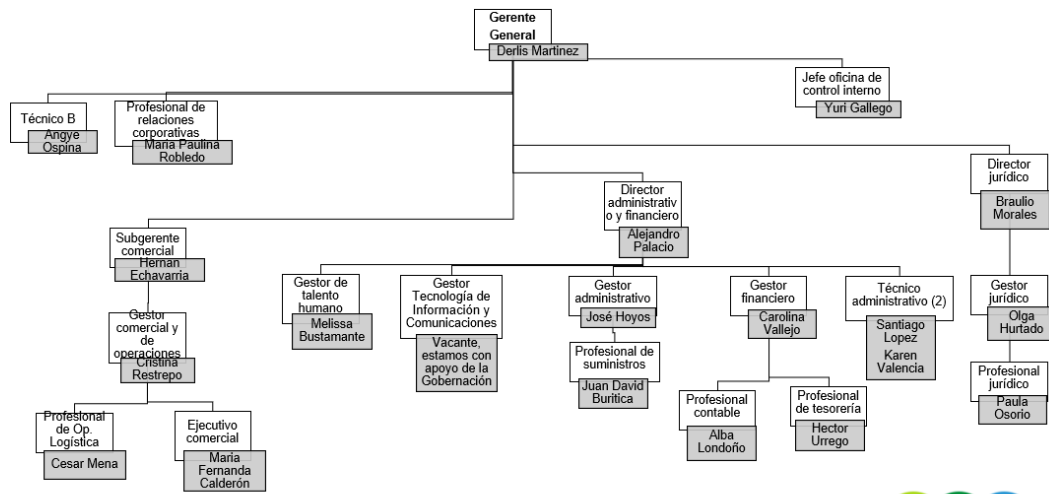 Gerente
General
Derlis Martinez
Jefe oficina de
control interno
Yuri Gallego
Técnico B
Angye
Ospina
Profesional de
relaciones
corporativas
Maria Paulina
Robledo
Director
jurídico
Braulio
Morales
Director
administrativ
o y financiero
Alejandro
Palacio
Subgerente
comercial
Hernan
Echavarria
Gestor de
talento
humano
Melissa
Bustamante
Gestor
Tecnología de
Información y
Comunicaciones
Vacante,
estamos con
apoyo de la
Gobernación
Gestor
administrativo
José Hoyos
Gestor
financiero
Carolina
Vallejo
Técnico
administrativo (2)
Santiago
Lopez
Karen
Valencia
Gestor
jurídico
Olga
Hurtado
Gestor
comercial y
de
operaciones
Cristina
Restrepo
Profesional de
suministros
Juan David
Buritica
Profesional
jurídico
Paula
Osorio
Profesional
contable
Alba
Londoño
Profesional
de tesorería
Hector
Urrego
Profesional
de Op.
Logística
Cesar Mena
Ejecutivo
comercial
Maria
Fernanda
Calderón